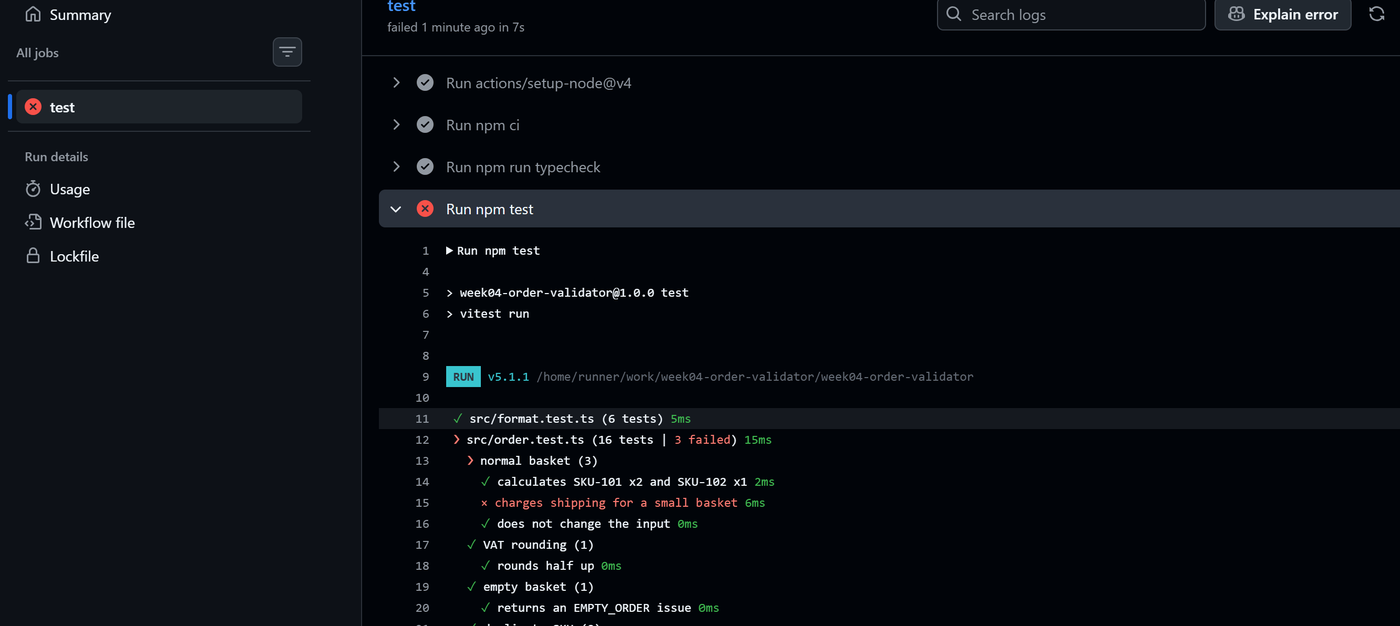 Summary
All jobs
test
Run details
Usage
Workflow file
Lockfile
test
failed 1 minute ago in 7s
Search logs
Explain error
Run actions/setup-node@v4
Run npm ci
Run npm run typecheck
Run npm test
1 ▶ Run npm test
4
5 > week04-order-validator@1.0.0 test
6 > vitest run
7
8
9 RUN v5.1.1 /home/runner/work/week04-order-validator/week04-order-validator
10
11 ✓ src/format.test.ts (6 tests) 5ms
12 ❯ src/order.test.ts (16 tests | 3 failed) 15ms
13 ❯ normal basket (3)
14 ✓ calculates SKU-101 x2 and SKU-102 x1 2ms
15 × charges shipping for a small basket 6ms
16 ✓ does not change the input 0ms
17 ✓ VAT rounding (1)
18 ✓ rounds half up 0ms
19 ✓ empty basket (1)
20 ✓ returns an EMPTY_ORDER issue 0ms